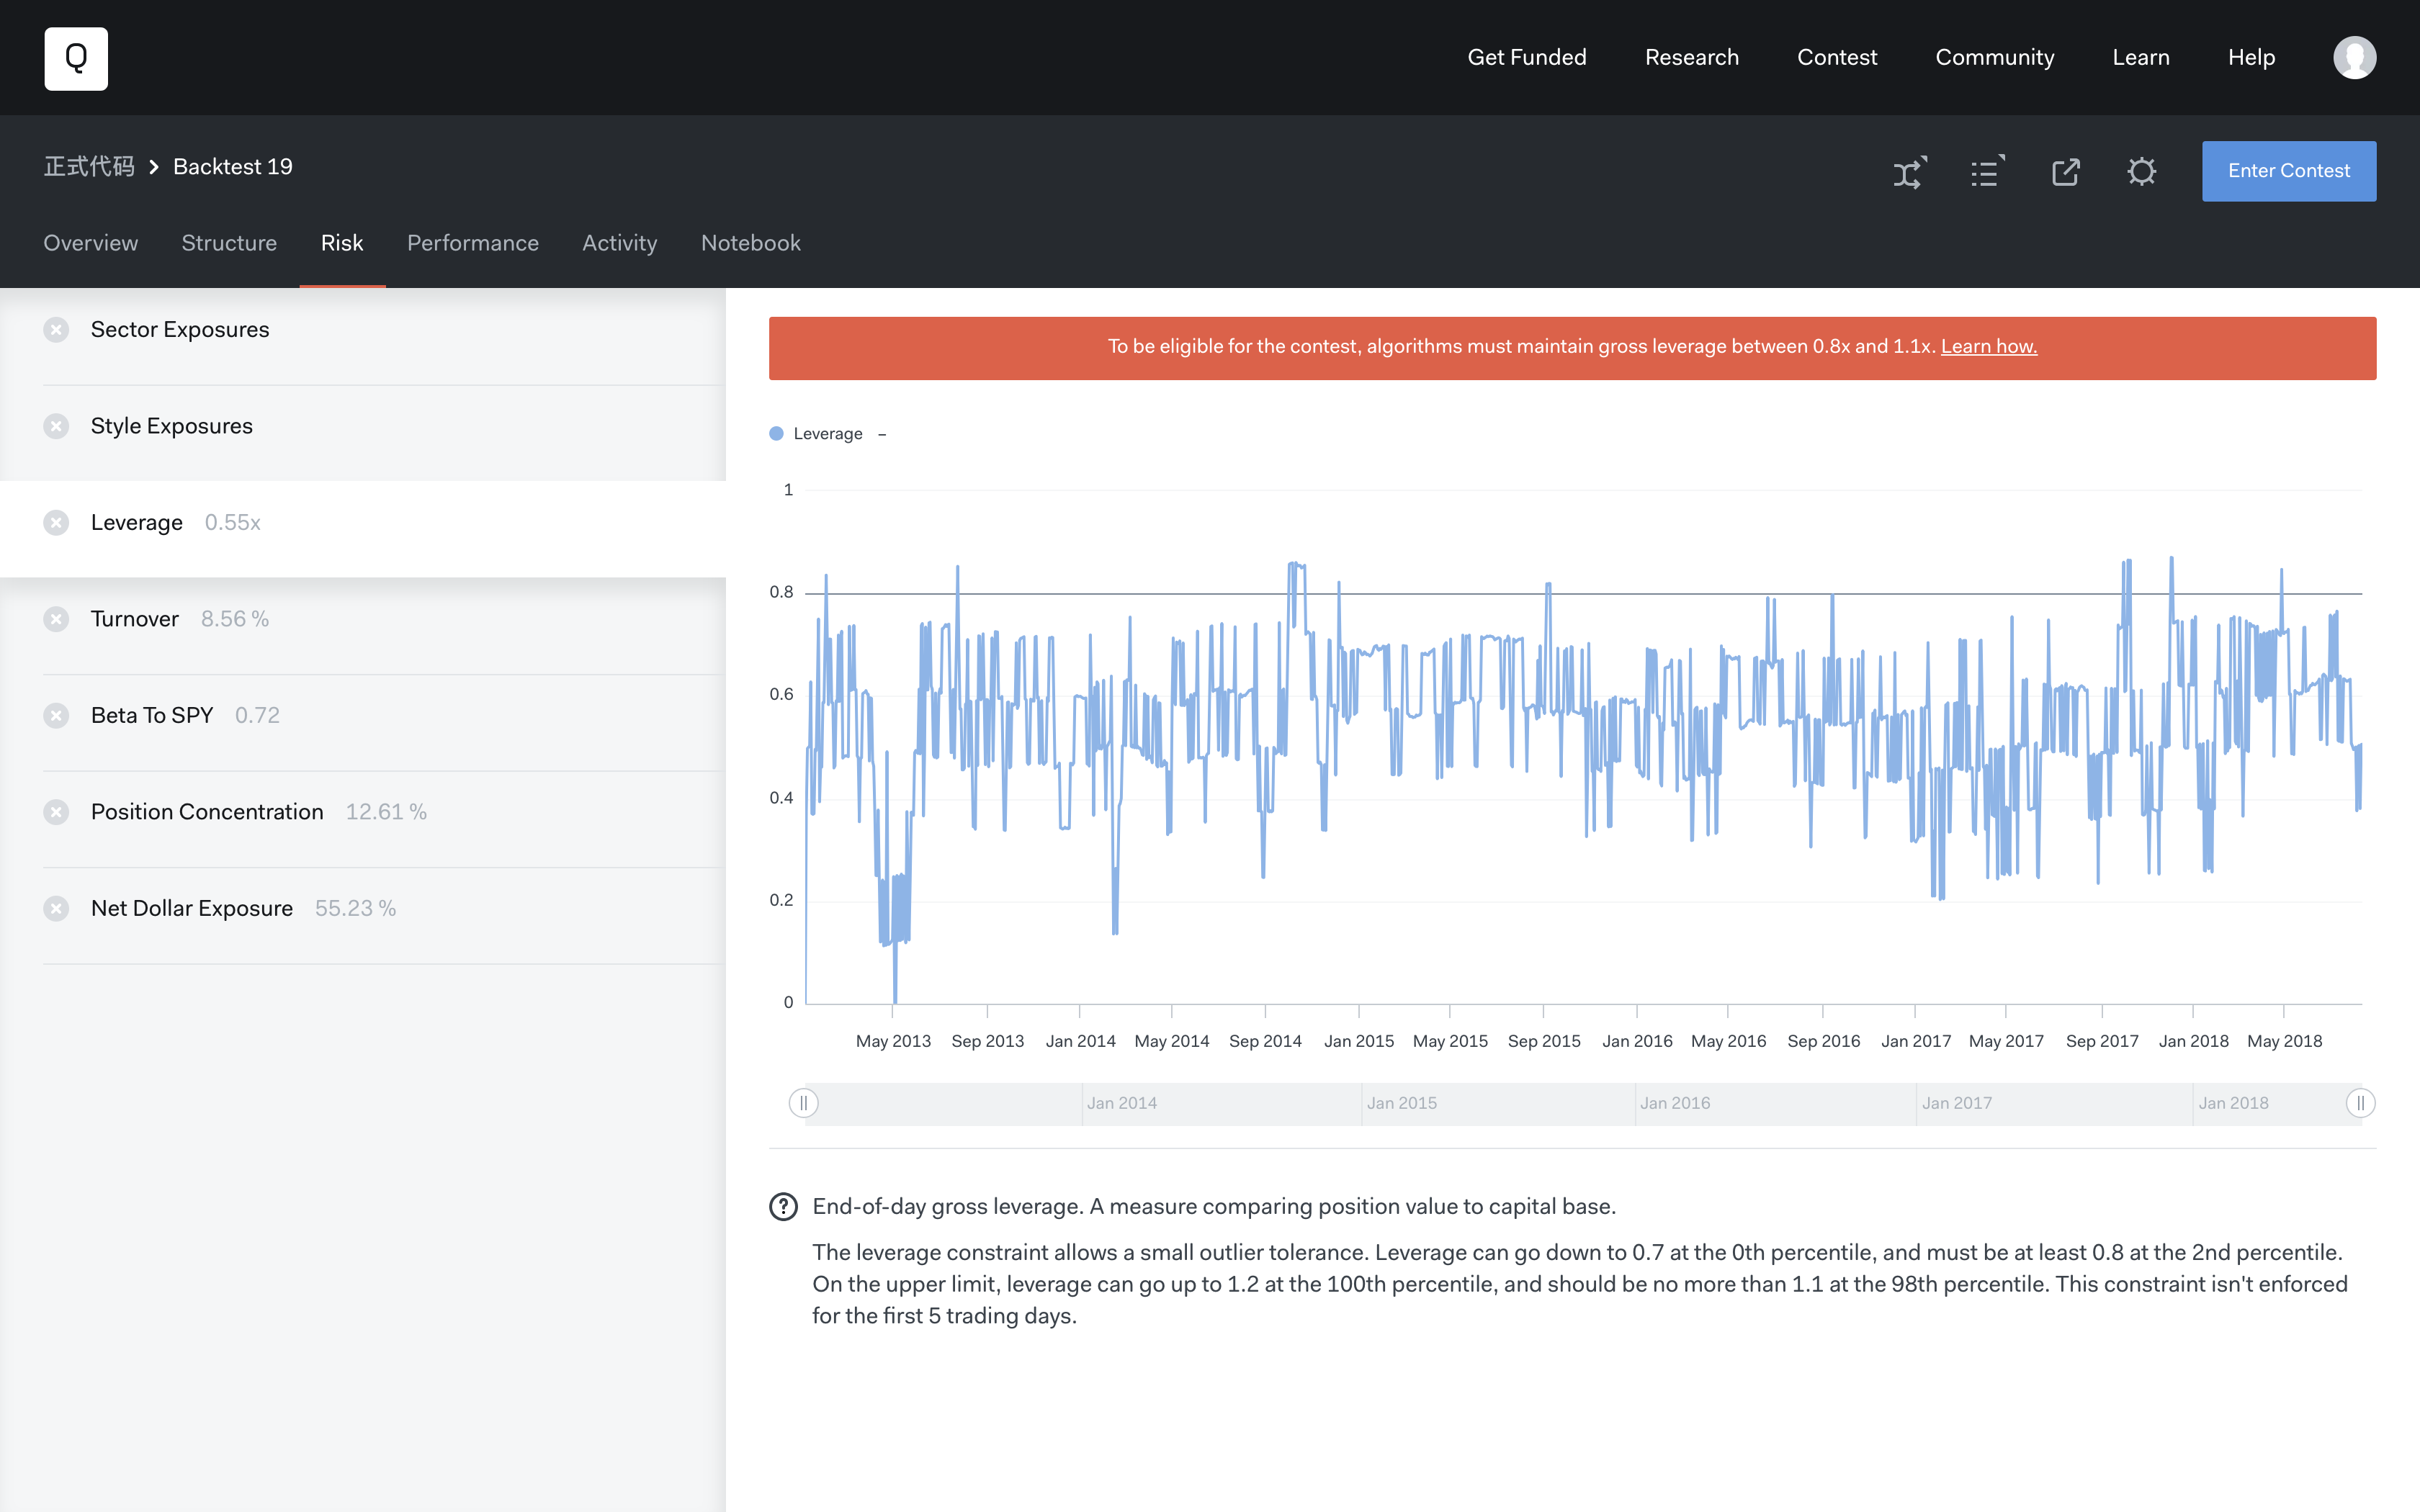 Q
Get Funded Research Contest Community Learn Help
正式代码 Backtest 19
Enter Contest
Overview Structure Risk Performance Activity Notebook
Sector Exposures
Style Exposures
Leverage 0.55x
Turnover 8.56 %
Beta To SPY 0.72
Position Concentration 12.61 %
Net Dollar Exposure 55.23 %
To be eligible for the contest, algorithms must maintain gross leverage between 0.8x and 1.1x. Learn how.
Leverage –
1
0.8
0.6
0.4
0.2
0
May 2013 Sep 2013 Jan 2014 May 2014 Sep 2014 Jan 2015 May 2015 Sep 2015 Jan 2016 May 2016 Sep 2016 Jan 2017 May 2017 Sep 2017 Jan 2018 May 2018
Jan 2014 Jan 2015 Jan 2016 Jan 2017 Jan 2018
? End-of-day gross leverage. A measure comparing position value to capital base.
The leverage constraint allows a small outlier tolerance. Leverage can go down to 0.7 at the 0th percentile, and must be at least 0.8 at the 2nd percentile.
On the upper limit, leverage can go up to 1.2 at the 100th percentile, and should be no more than 1.1 at the 98th percentile. This constraint isn't enforced
for the first 5 trading days.